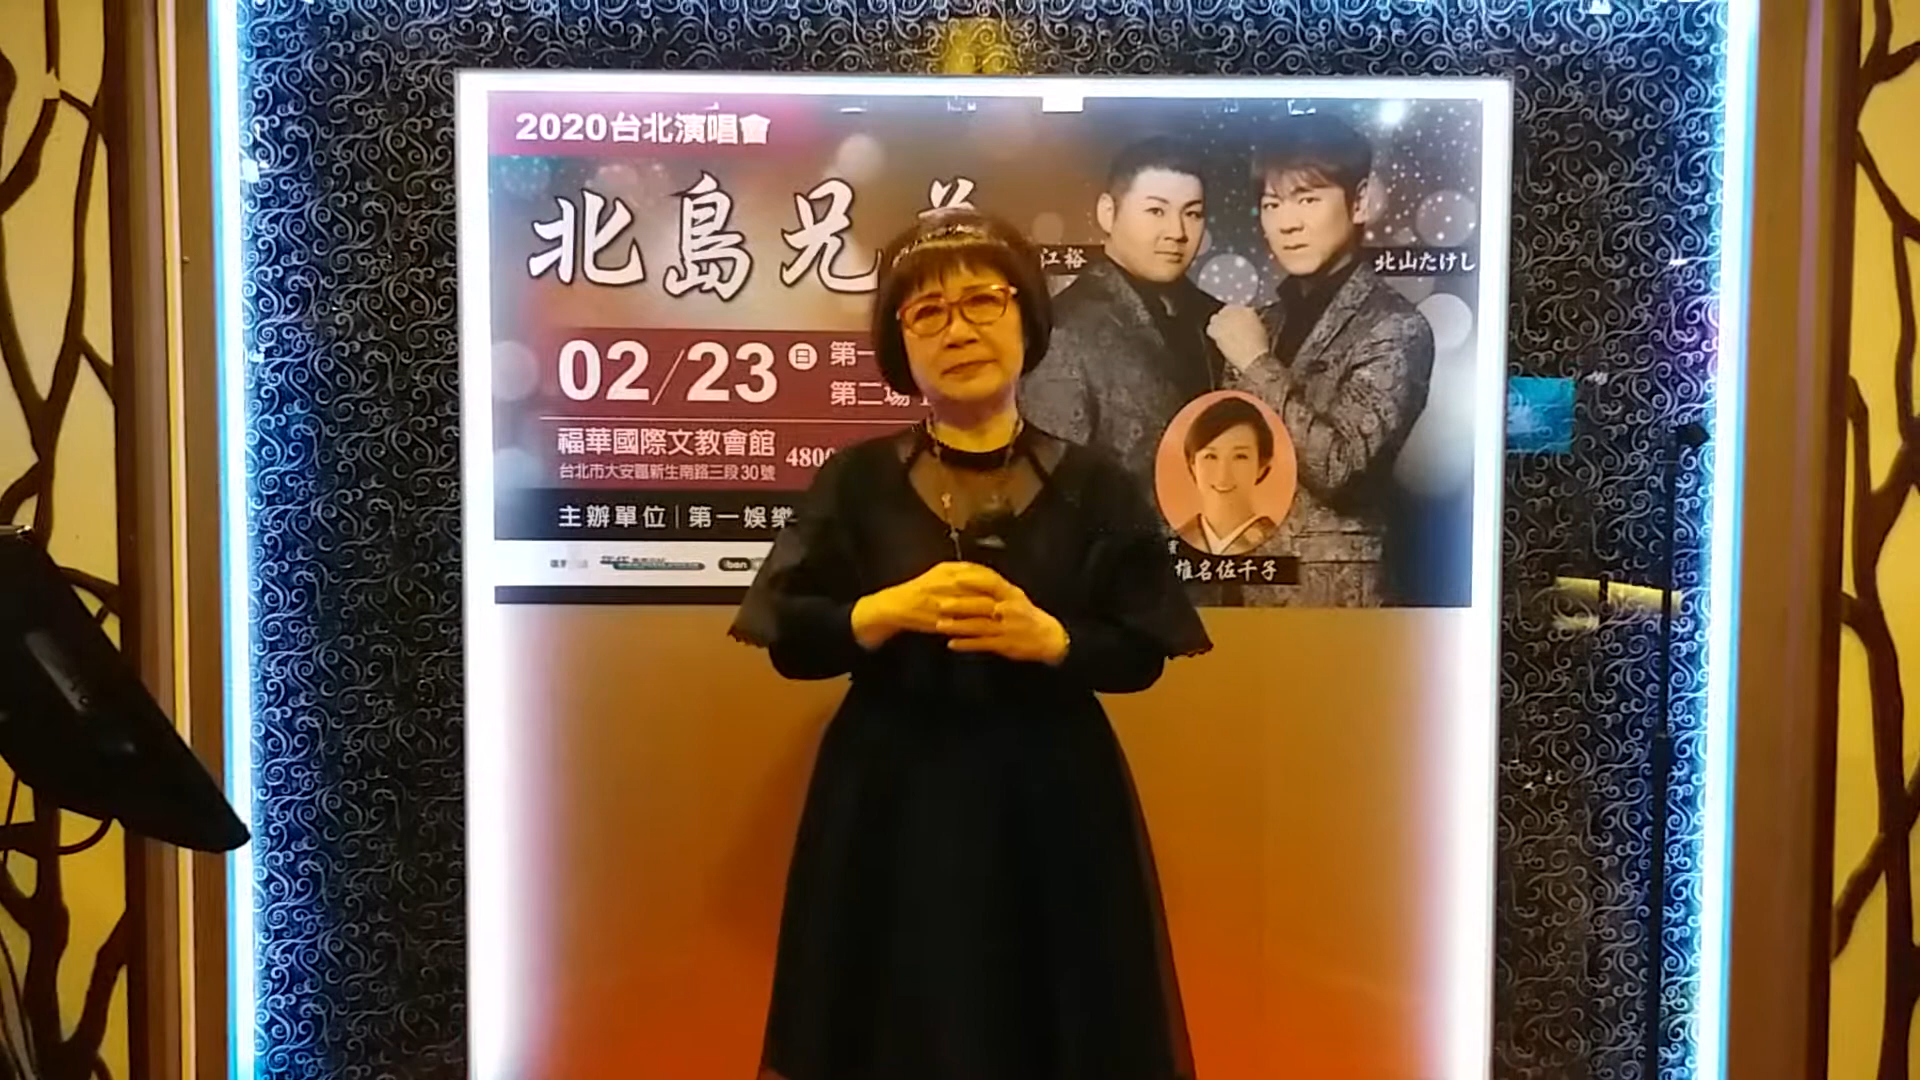 2020台北演唱會
北島兄
江裕
北山たけし
02/23 日 第一
第二場
福華國際文教會館 4800
台北市大安區新生南路三段30號
主辦單位|第一娛樂
椎名佐千子